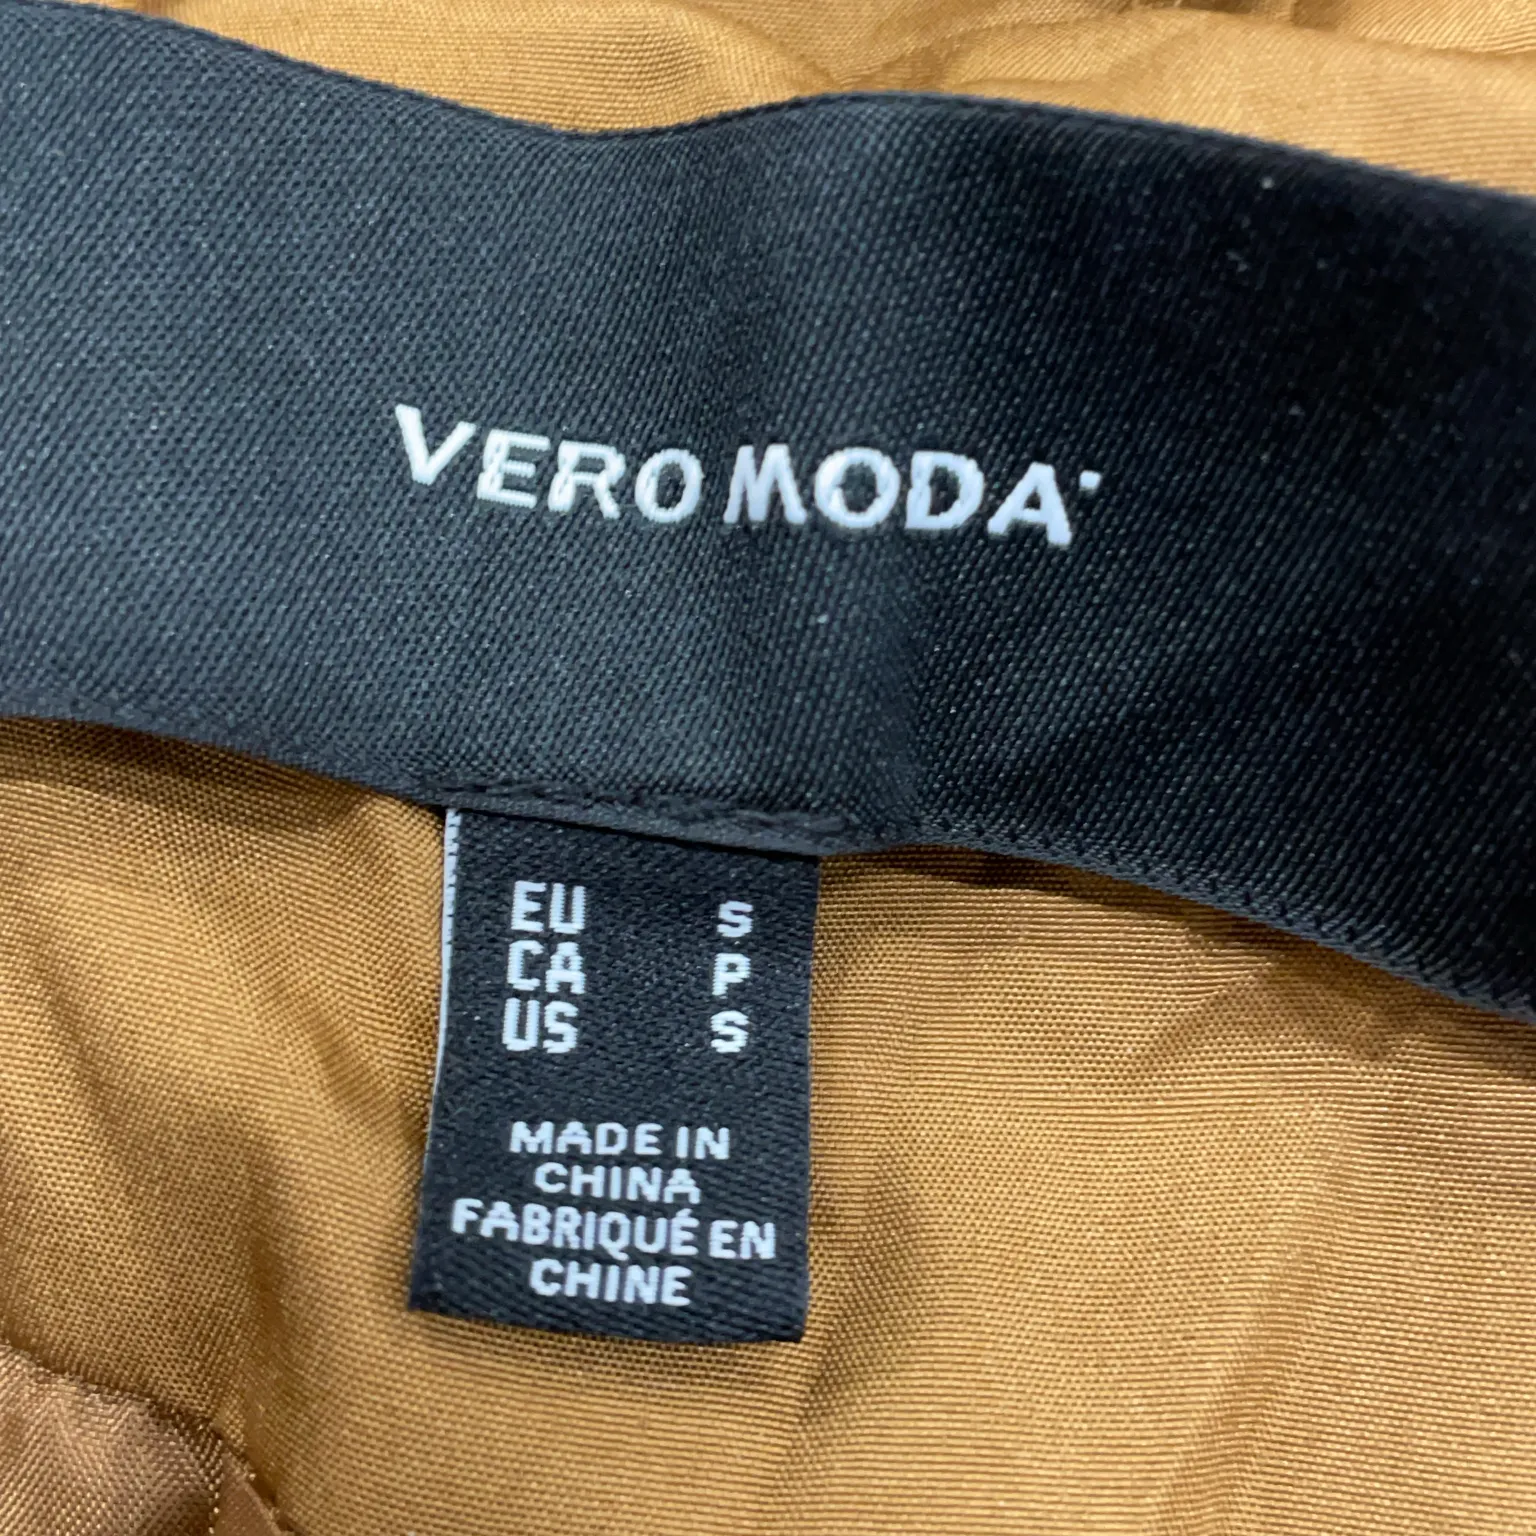 VERO MODA
EU S
CA P
US S
MADE IN
CHINA
FABRIQUÉ EN
CHINE